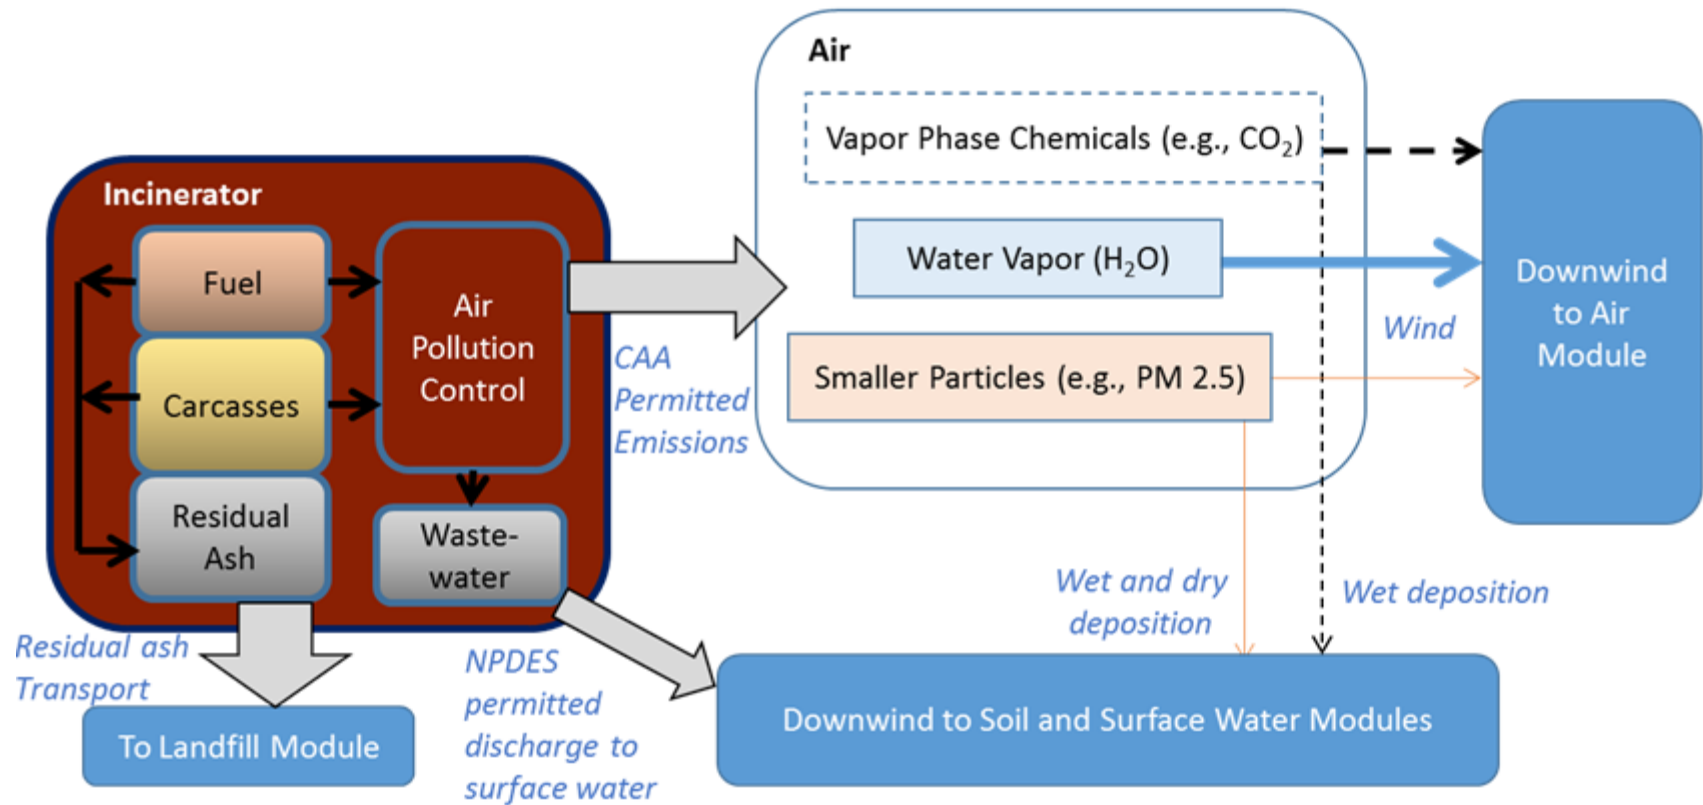 Air
Vapor Phase Chemicals (e.g., CO₂)
Water Vapor (H₂O)
Smaller Particles (e.g., PM 2.5)
Incinerator
Fuel
Carcasses
Residual
Ash
Air
Pollution
Control
Waste-
water
CAA
Permitted
Emissions
Wind
Downwind
to Air
Module
Wet and dry
deposition
Wet deposition
Residual ash
Transport
To Landfill Module
NPDES
permitted
discharge to
surface water
Downwind to Soil and Surface Water Modules